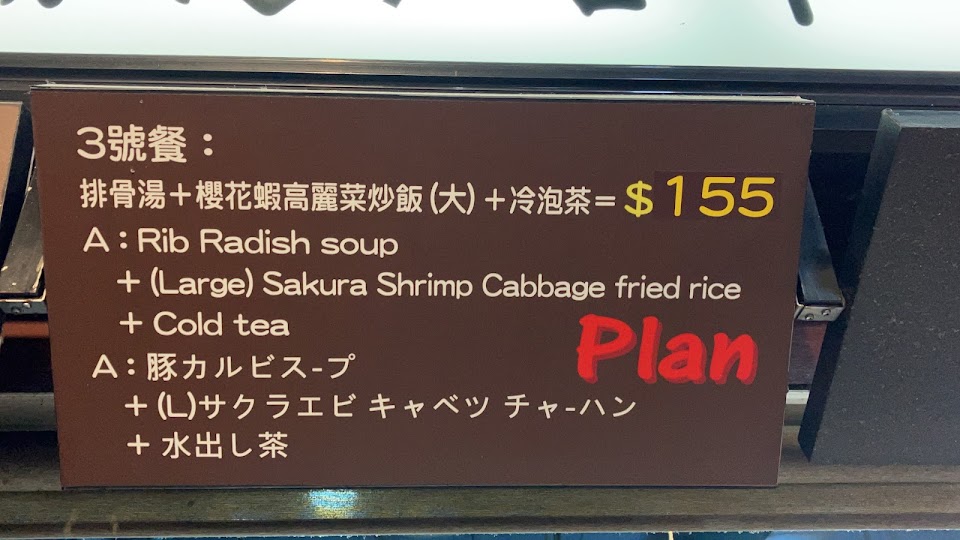 3號餐：
排骨湯＋櫻花蝦高麗菜炒飯(大)＋冷泡茶＝$155
A：Rib Radish soup
＋(Large) Sakura Shrimp Cabbage fried rice
＋Cold tea
Plan
A：豚カルビス-プ
＋(L)サクラエビ キャベツ チャ-ハン
＋ 水出し茶